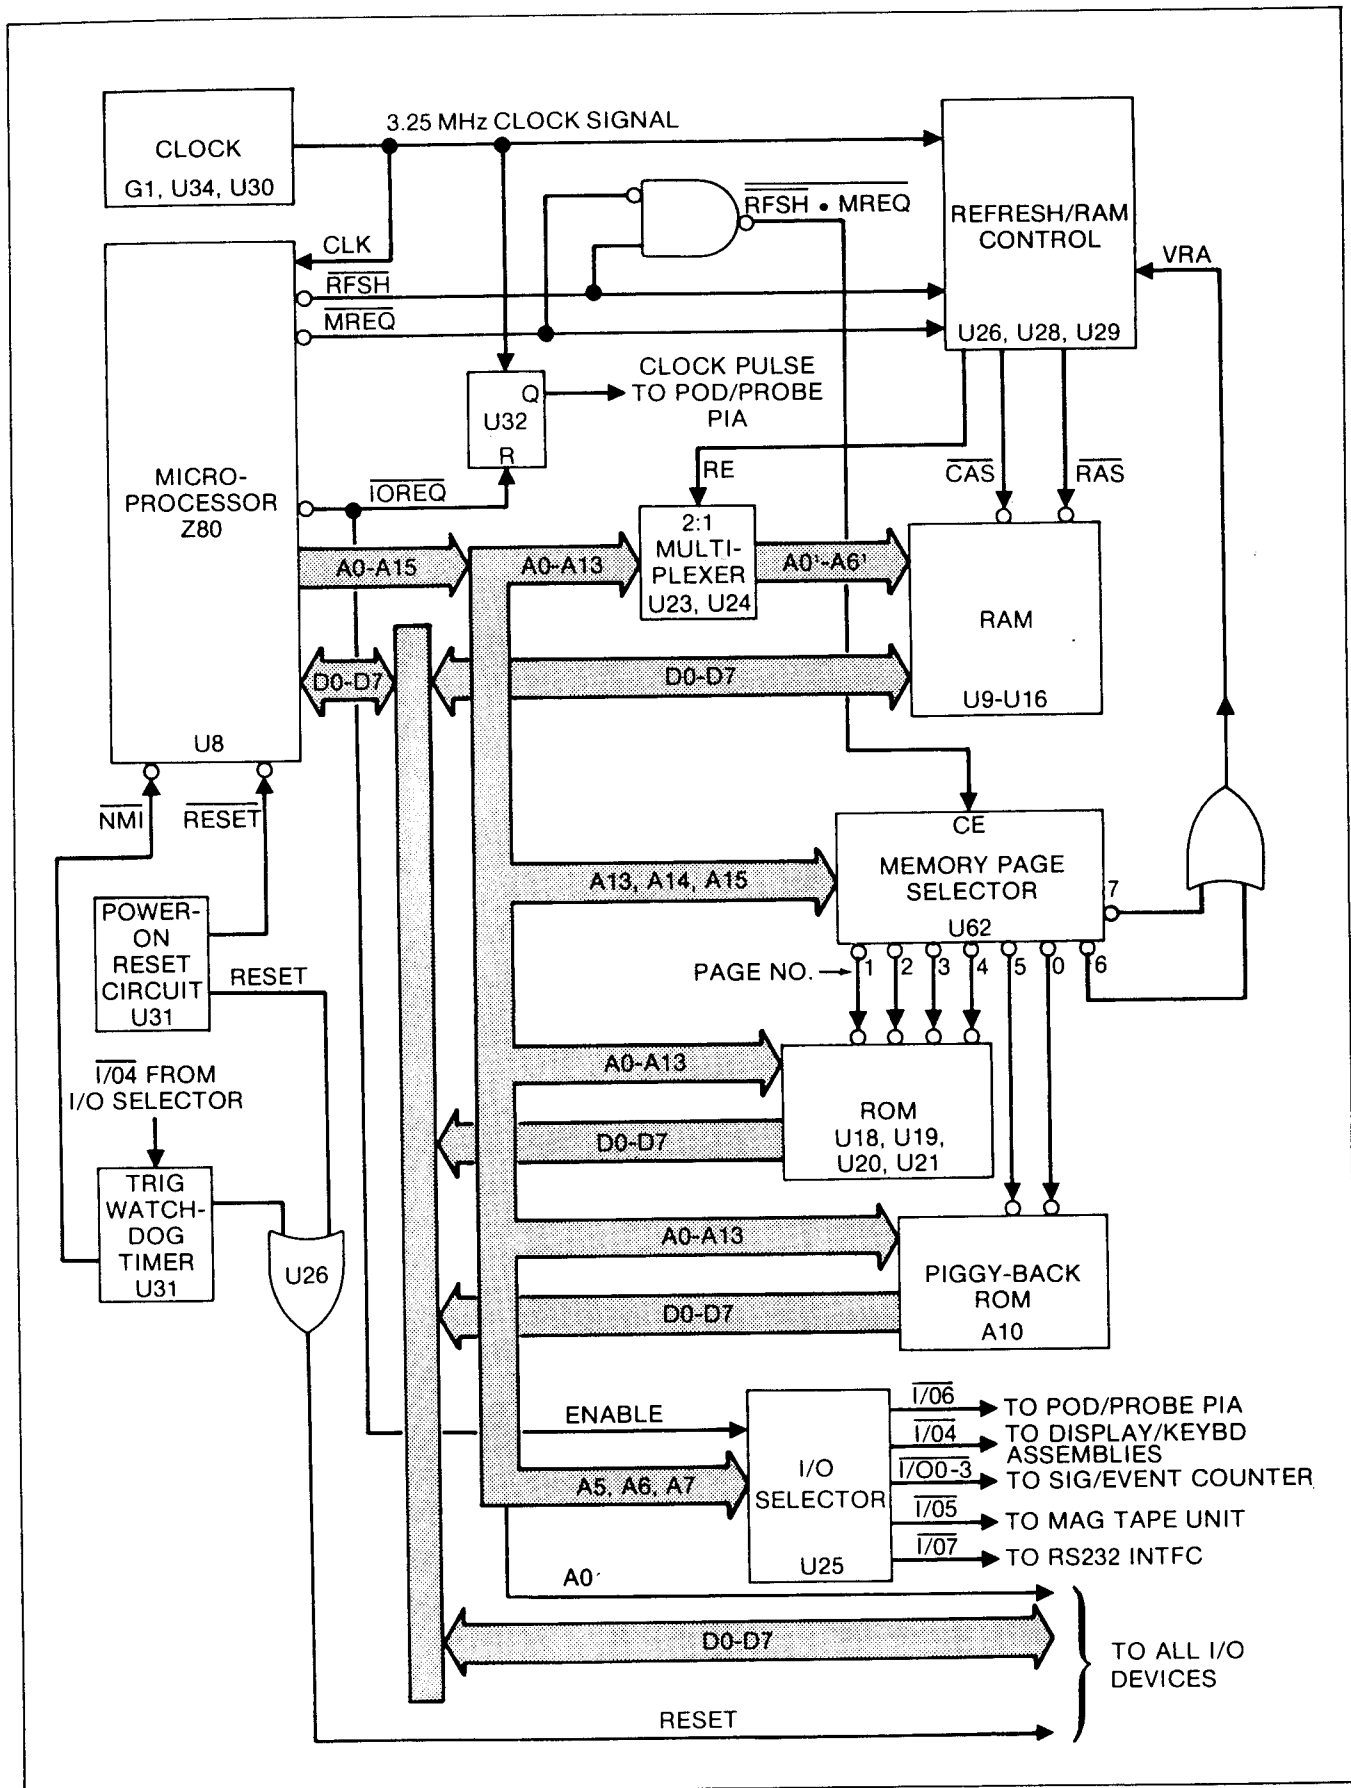 CLOCK
G1, U34, U30
3.25 MHz CLOCK SIGNAL
RFSH • MREQ
REFRESH/RAM
CONTROL
U26, U28, U29
VRA
CLK
RFSH
MREQ
MICRO-
PROCESSOR
Z80
U8
Q
U32
R
CLOCK PULSE
TO POD/PROBE
PIA
IOREQ
RE
CAS
RAS
A0-A15
A0-A13
2:1
MULTI-
PLEXER
U23, U24
A0'-A6'
RAM
U9-U16
D0-D7
D0-D7
NMI
RESET
CE
MEMORY PAGE
SELECTOR
U62
7
A13, A14, A15
PAGE NO.
1
2
3
4
5
0
6
POWER-
ON
RESET
CIRCUIT
U31
RESET
A0-A13
ROM
U18, U19,
U20, U21
D0-D7
I/04 FROM
I/O SELECTOR
TRIG
WATCH-
DOG
TIMER
U31
U26
A0-A13
PIGGY-BACK
ROM
A10
D0-D7
ENABLE
A5, A6, A7
I/O
SELECTOR
U25
I/06
TO POD/PROBE PIA
I/04
TO DISPLAY/KEYBD
ASSEMBLIES
I/O0-3
TO SIG/EVENT COUNTER
I/05
TO MAG TAPE UNIT
I/07
TO RS232 INTFC
A0
D0-D7
TO ALL I/O
DEVICES
RESET